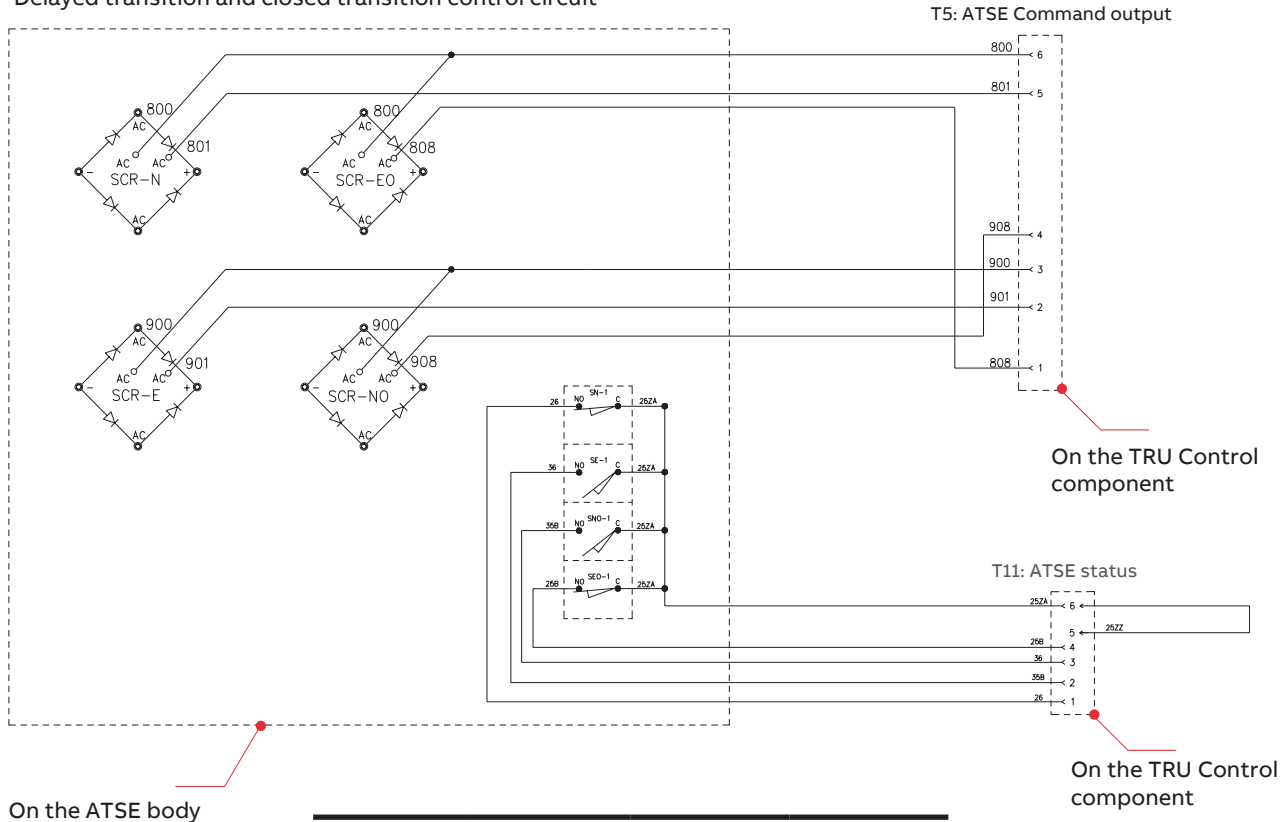 Delayed transition and closed transition control circuit
T5: ATSE Command output
800
6
801
5
800
AC
801
AC AC
- +
SCR-N
AC
800
AC
808
AC AC
- +
SCR-EO
AC
908
4
900
3
901
2
808
1
900
AC
901
AC AC
- +
SCR-E
AC
900
AC
908
AC AC
- +
SCR-NO
AC
On the TRU Control
component
SN-1
26 NO C 25ZA
SE-1
36 NO C 25ZA
SNO-1
35B NO C 25ZA
SEO-1
25B NO C 25ZA
T11: ATSE status
25ZA 6
5 25ZZ
25B 4
36 3
35B 2
26 1
On the TRU Control
component
On the ATSE body